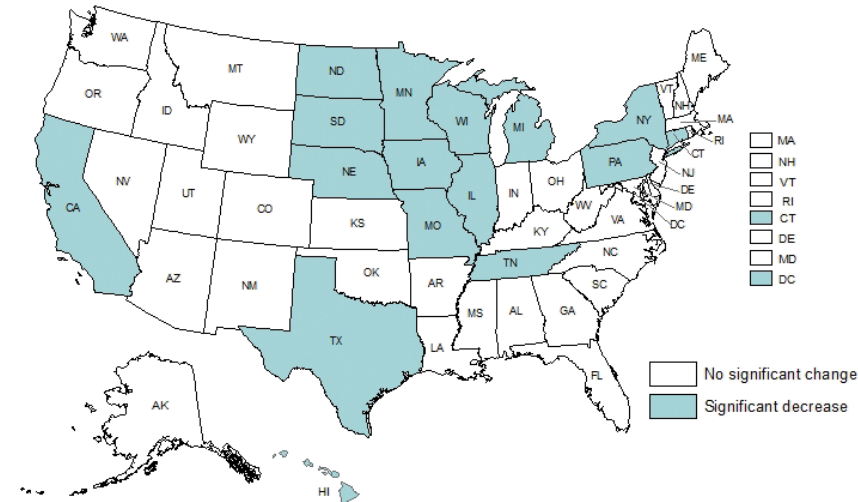 WA
MT
ND
MN
ME
VT
NH
OR
ID
WY
SD
WI
MI
NY
MA
RI
CT
NV
UT
CO
NE
IA
IL
IN
OH
PA
NJ
DE
MD
DC
CA
KS
MO
KY
WV
VA
AZ
NM
OK
AR
TN
NC
SC
TX
LA
MS
AL
GA
FL
AK
HI
MA
NH
VT
RI
CT
DE
MD
DC
No significant change
Significant decrease